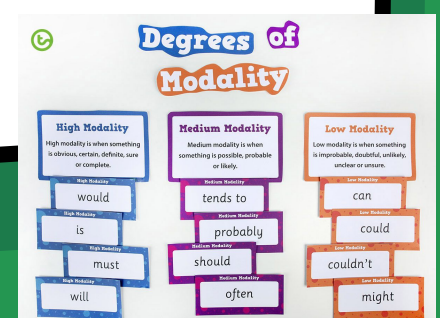 Degrees of
Modality
High Modality
High modality is when something
is obvious, certain, definite, sure
or complete.
High Modality
would
High Modality
is
High Modality
must
High Modality
will
Medium Modality
Medium modality is when
something is possible, probable
or likely.
Medium Modality
tends to
Medium Modality
probably
Medium Modality
should
Medium Modality
often
Low Modality
Low modality is when something
is improbable, doubtful, unlikely,
unclear or unsure.
Low Modality
can
Low Modality
could
Low Modality
couldn't
Low Modality
might